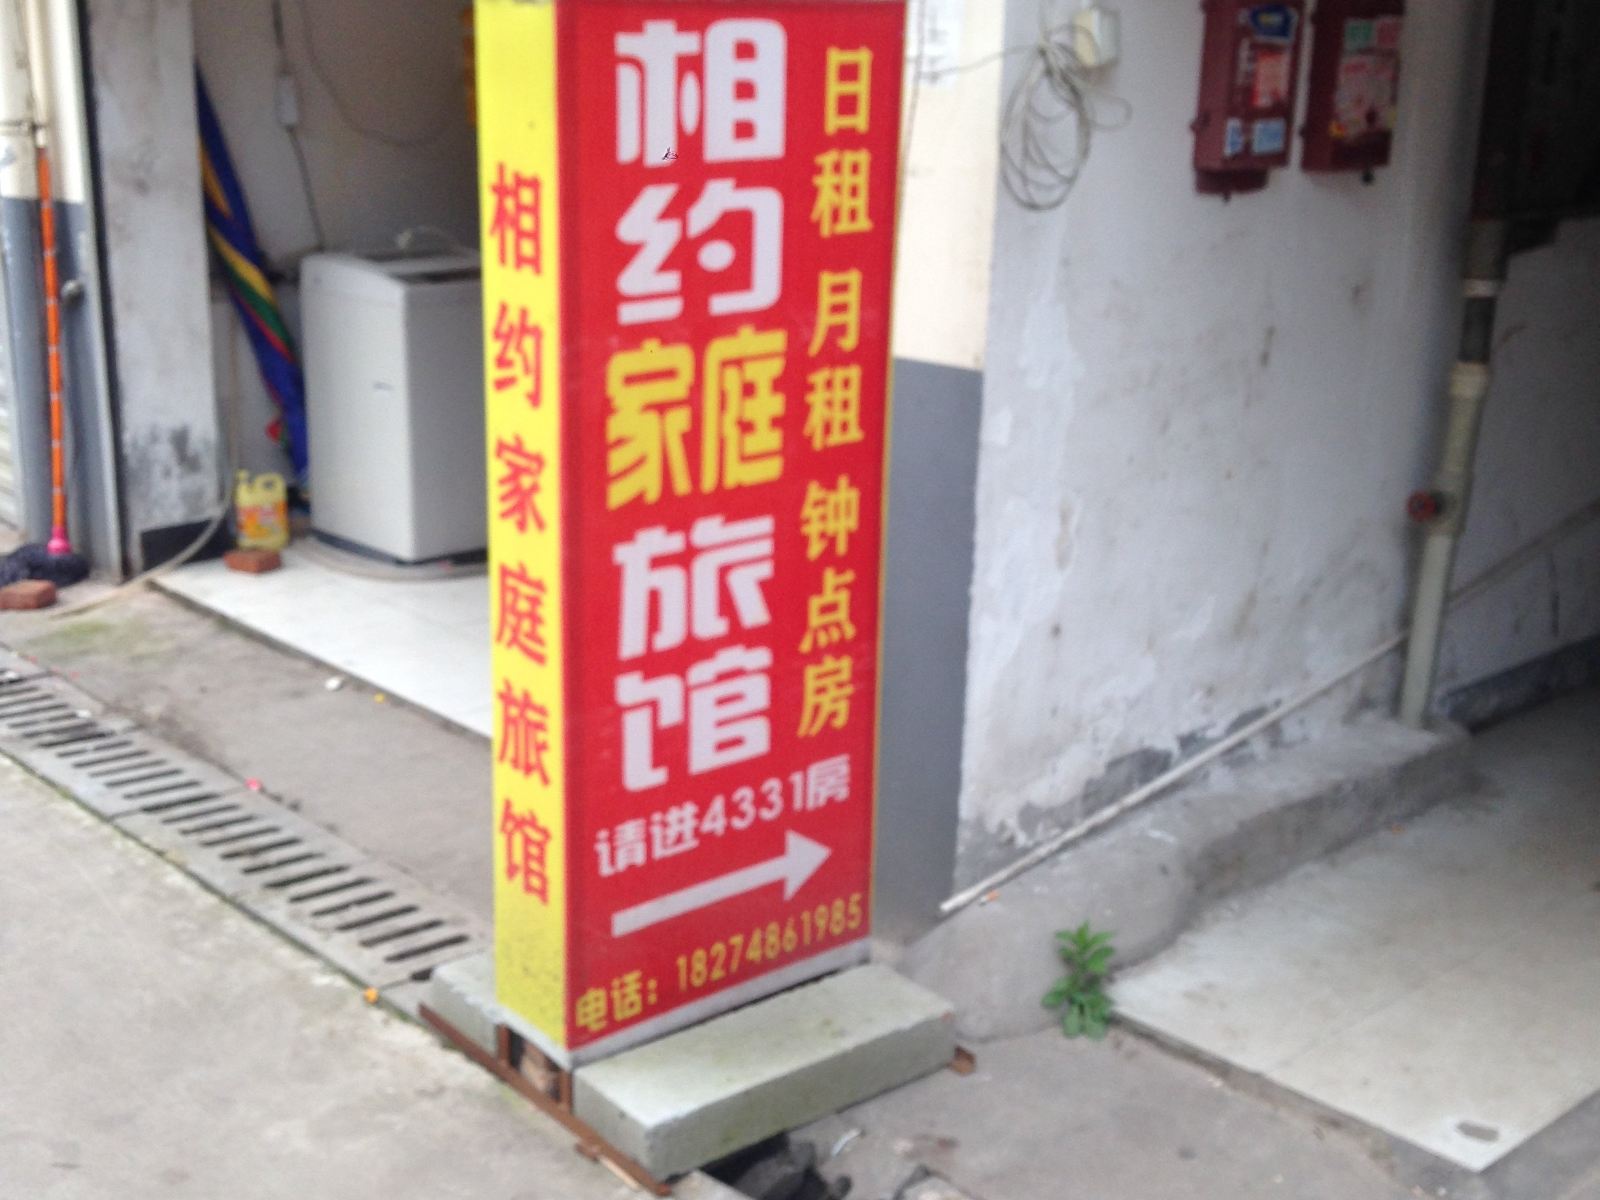 相约家庭旅馆
相约家庭旅馆
日租 月租 钟点房
请进4331房
电话：18274861985